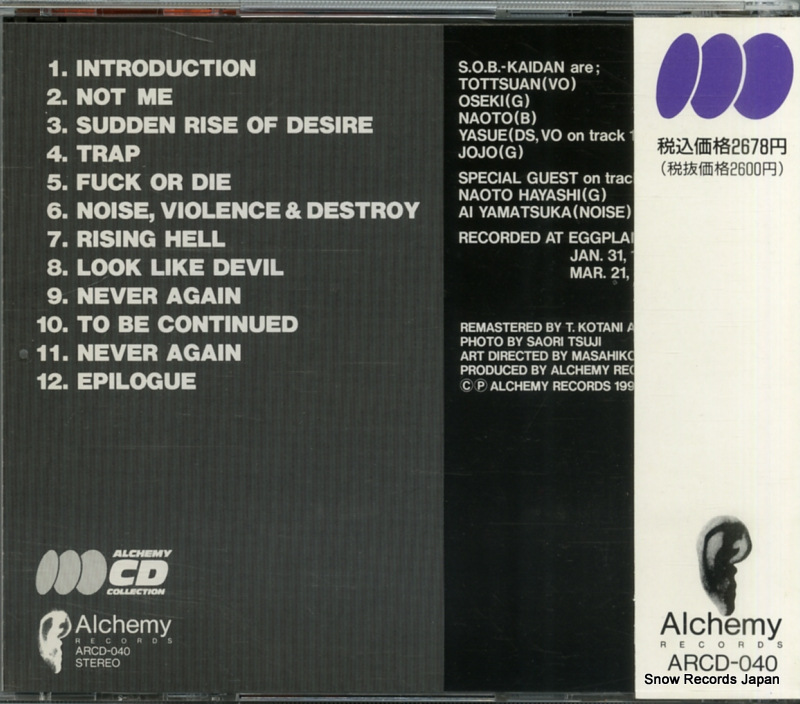 1. INTRODUCTION
2. NOT ME
3. SUDDEN RISE OF DESIRE
4. TRAP
5. FUCK OR DIE
6. NOISE, VIOLENCE & DESTROY
7. RISING HELL
8. LOOK LIKE DEVIL
9. NEVER AGAIN
10. TO BE CONTINUED
11. NEVER AGAIN
12. EPILOGUE
S.O.B.-KAIDAN are;
TOTTSUAN(VO)
OSEKI(G)
NAOTO(B)
YASUE(DS, VO on track
JOJO(G)
SPECIAL GUEST on
NAOTO HAYASHI(G)
AI YAMATSUKA(NOISE)
RECORDED AT
JAN. 31,
MAR. 21,
REMASTERED BY T. KOTANI
PHOTO BY SAORI TSUJI
ART DIRECTED BY MASAHIKO
PRODUCED BY ALCHEMY
©Ⓟ ALCHEMY RECORDS
税込価格2678円
(税抜価格2600円)
ALCHEMY
CD
COLLECTION
Alchemy
RECORDS
ARCD-040
STEREO
Alchemy
RECORDS
ARCD-040
Snow Records Japan